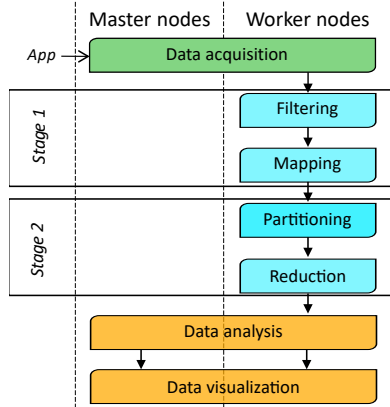 Master nodes
Worker nodes
App
Data acquisition
Stage 1
Filtering
Mapping
Stage 2
Partitioning
Reduction
Data analysis
Data visualization